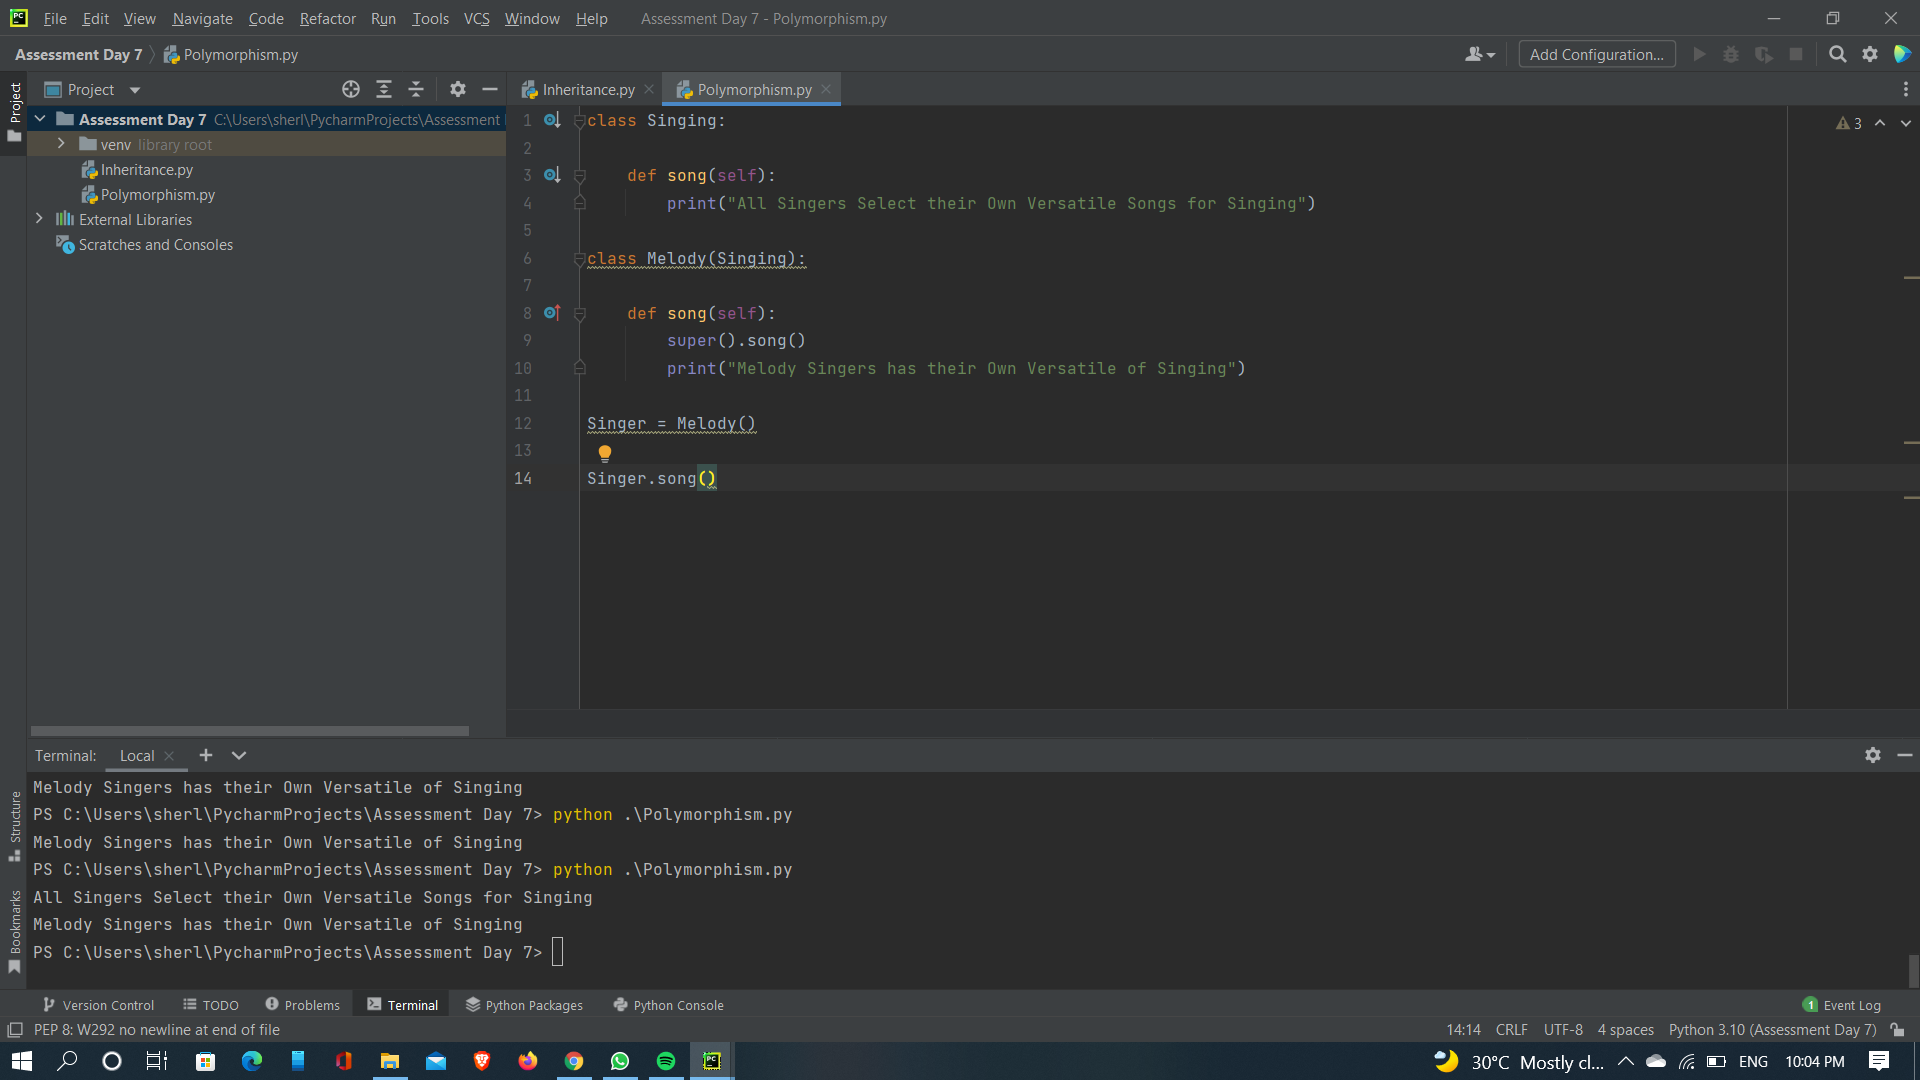 File Edit View Navigate Code Refactor Run Tools VCS Window Help Assessment Day 7 - Polymorphism.py
Assessment Day 7 Polymorphism.py Add Configuration...
Project Project Inheritance.py Polymorphism.py
Assessment Day 7 C:\Users\sherl\PycharmProjects\Assessment
venv library root
Inheritance.py
Polymorphism.py
External Libraries
Scratches and Consoles
1 class Singing:
2
3 def song(self):
4 print("All Singers Select their Own Versatile Songs for Singing")
5
6 class Melody(Singing):
7
8 def song(self):
9 super().song()
10 print("Melody Singers has their Own Versatile of Singing")
11
12 Singer = Melody()
13
14 Singer.song()
3
Terminal: Local
Melody Singers has their Own Versatile of Singing
PS C:\Users\sherl\PycharmProjects\Assessment Day 7> python .\Polymorphism.py
Melody Singers has their Own Versatile of Singing
PS C:\Users\sherl\PycharmProjects\Assessment Day 7> python .\Polymorphism.py
All Singers Select their Own Versatile Songs for Singing
Melody Singers has their Own Versatile of Singing
PS C:\Users\sherl\PycharmProjects\Assessment Day 7>
Structure
Bookmarks
Version Control TODO Problems Terminal Python Packages Python Console 1 Event Log
PEP 8: W292 no newline at end of file 14:14 CRLF UTF-8 4 spaces Python 3.10 (Assessment Day 7)
30°C Mostly cl... ENG 10:04 PM